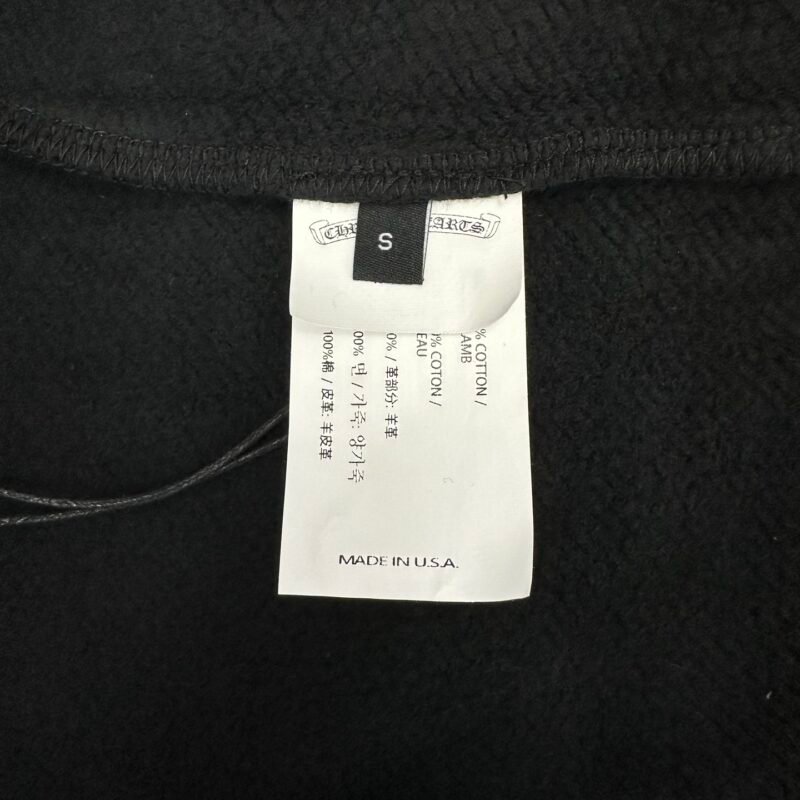 S
% COTTON /
AMB
% COTON /
EAU
0% / 革部分: 羊革
00% 면 / 가죽: 양가죽
100%棉 / 皮革: 羊皮革
MADE IN U.S.A.